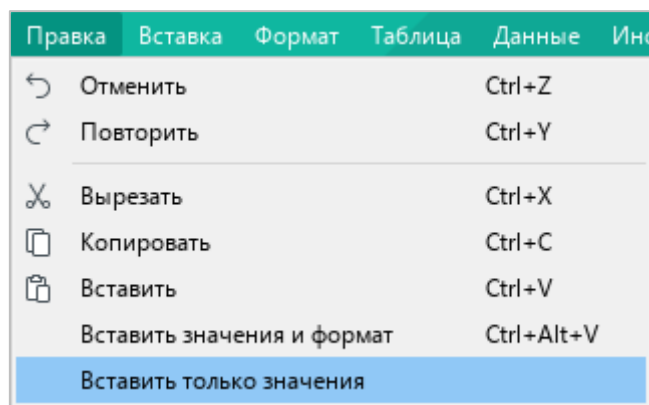 Правка Вставка Формат Таблица Данные
Отменить Ctrl+Z
Повторить Ctrl+Y
Вырезать Ctrl+X
Копировать Ctrl+C
Вставить Ctrl+V
Вставить значения и формат Ctrl+Alt+V
Вставить только значения